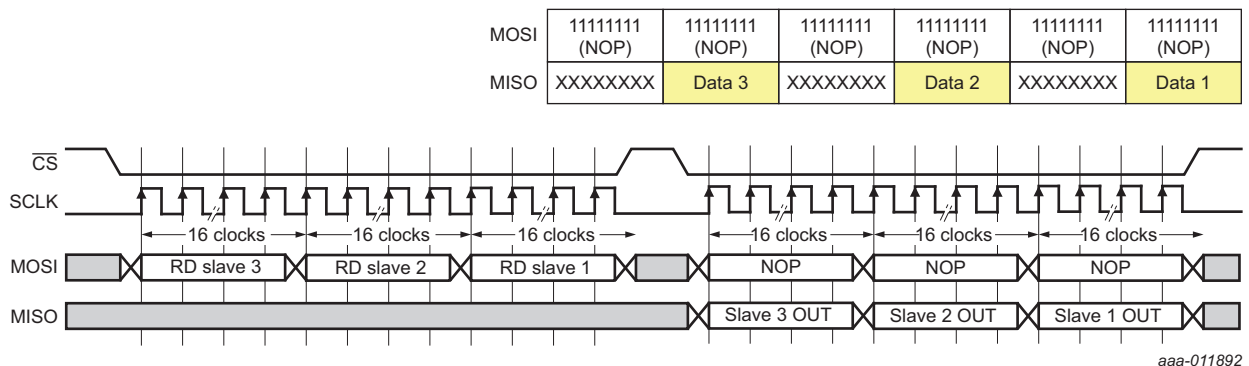 MOSI 11111111 (NOP) 11111111 (NOP) 11111111 (NOP) 11111111 (NOP) 11111111 (NOP) 11111111 (NOP)
MISO XXXXXXXX Data 3 XXXXXXXX Data 2 XXXXXXXX Data 1
CS
SCLK
16 clocks 16 clocks 16 clocks 16 clocks 16 clocks 16 clocks
MOSI RD slave 3 RD slave 2 RD slave 1 NOP NOP NOP
MISO Slave 3 OUT Slave 2 OUT Slave 1 OUT
aaa-011892